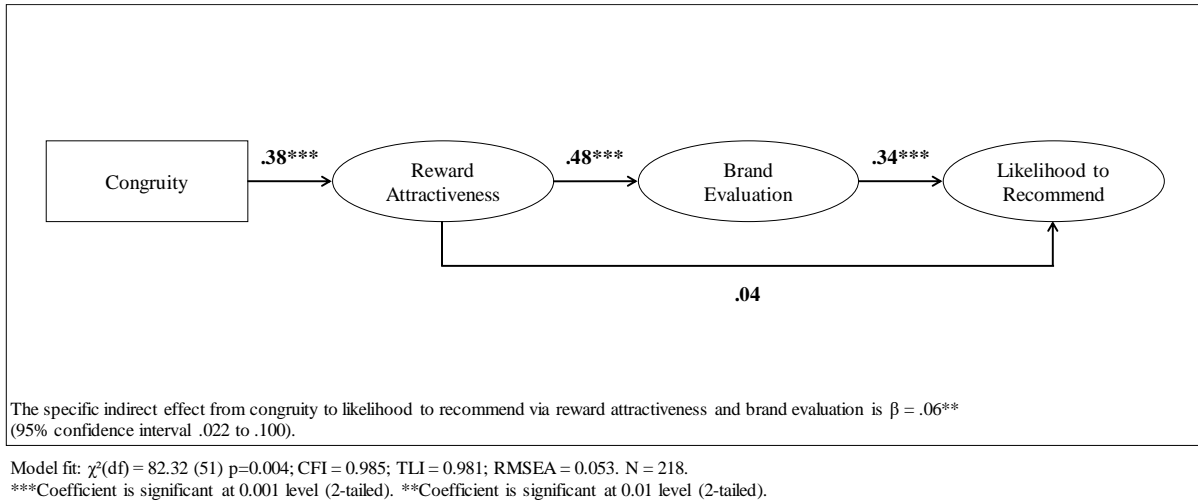 .38***
.48***
.34***
Congruity
Reward
Attractiveness
Brand
Evaluation
Likelihood to
Recommend
.04
The specific indirect effect from congruity to likelihood to recommend via reward attractiveness and brand evaluation is β = .06**
(95% confidence interval .022 to .100).
Model fit: χ²(df) = 82.32 (51) p=0.004; CFI = 0.985; TLI = 0.981; RMSEA = 0.053. N = 218.
***Coefficient is significant at 0.001 level (2-tailed). **Coefficient is significant at 0.01 level (2-tailed).